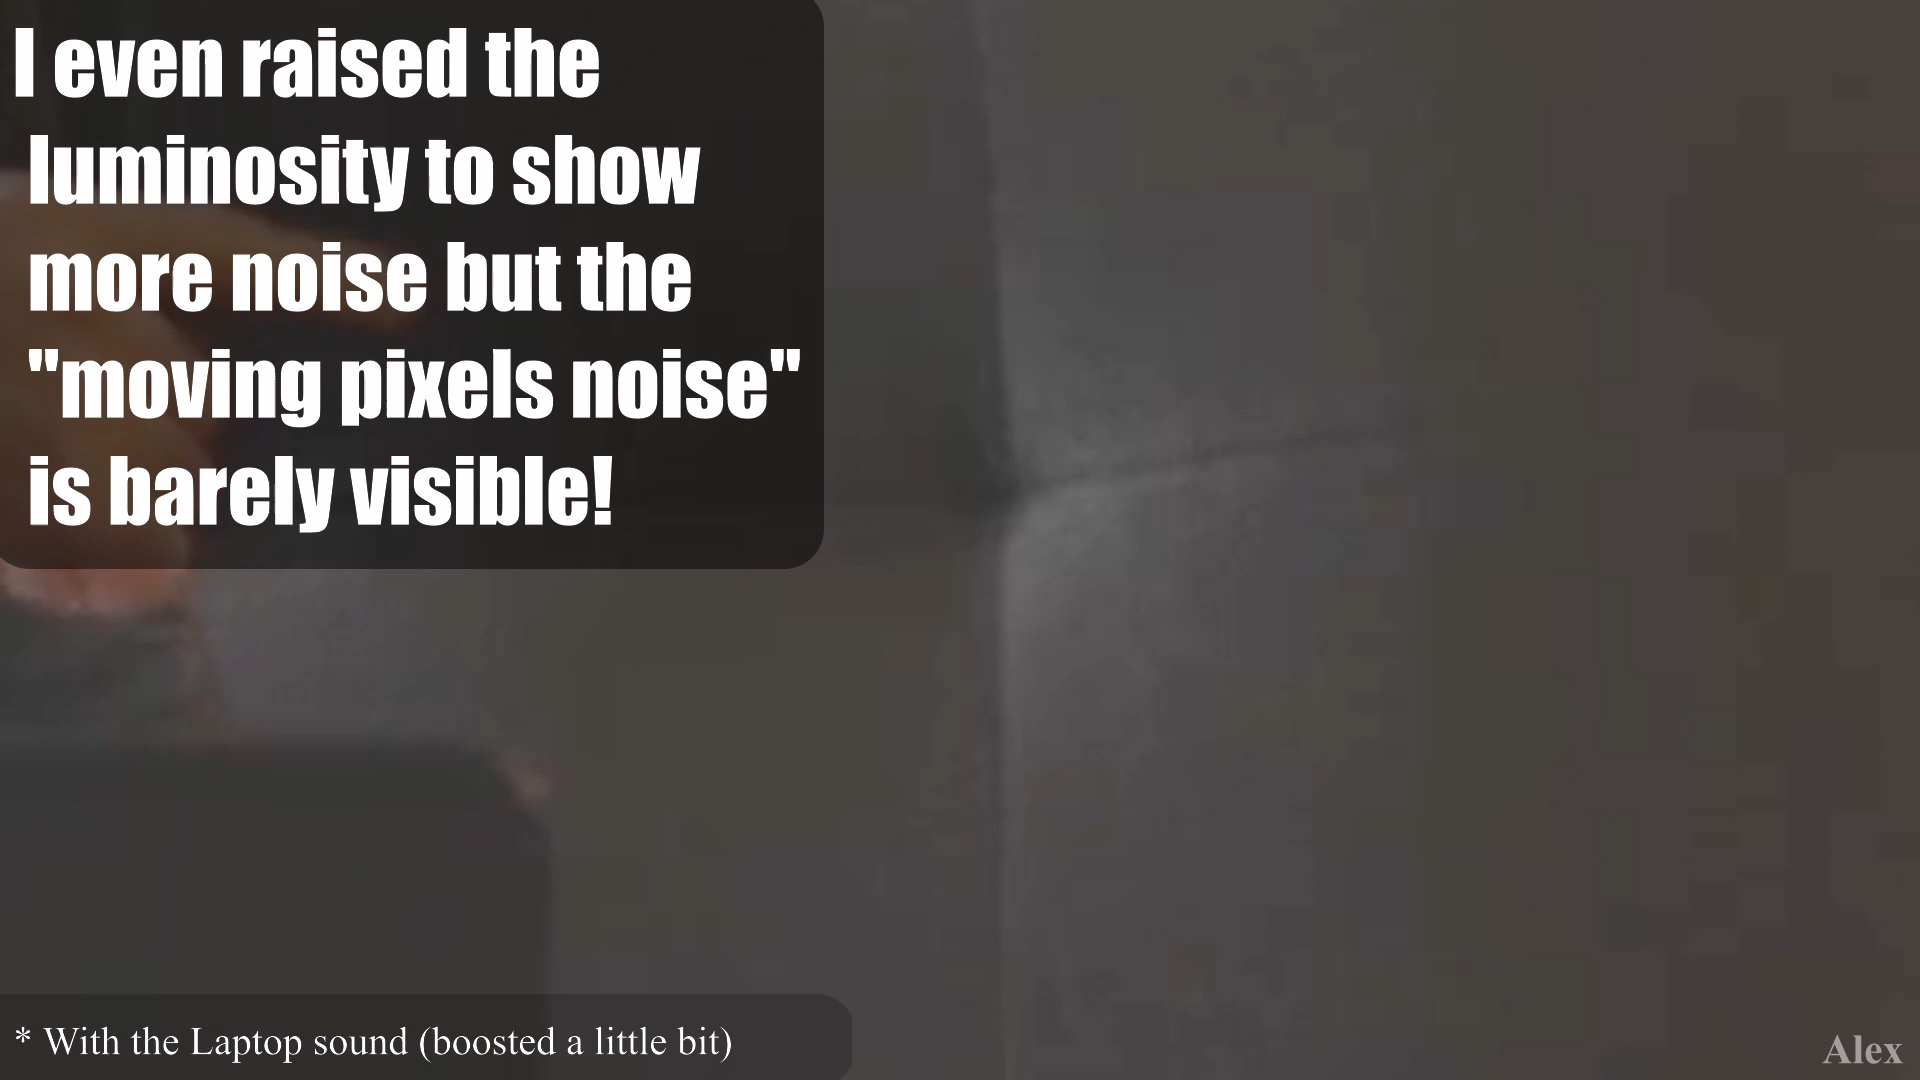 I even raised the
luminosity to show
more noise but the
"moving pixels noise"
is barely visible!
* With the Laptop sound (boosted a little bit)
Alex